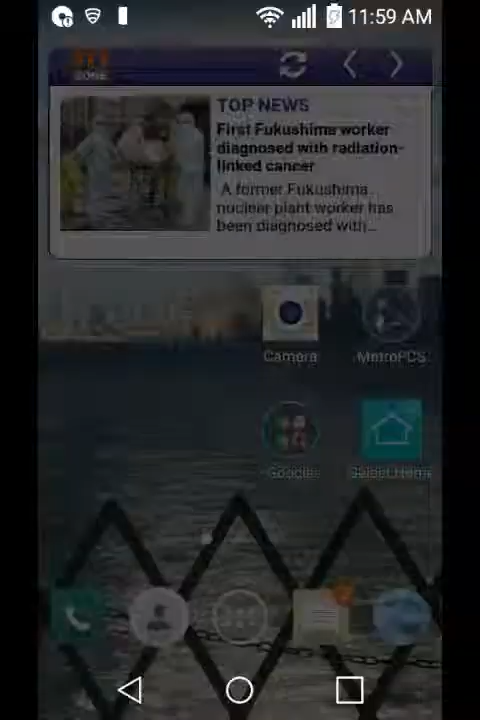 11:59 AM
ZONE
TOP NEWS
First Fukushima worker
diagnosed with radiation-
linked cancer
A former Fukushima
nuclear plant worker has
been diagnosed with...
Camera
MetroPCS
Google
Select Home